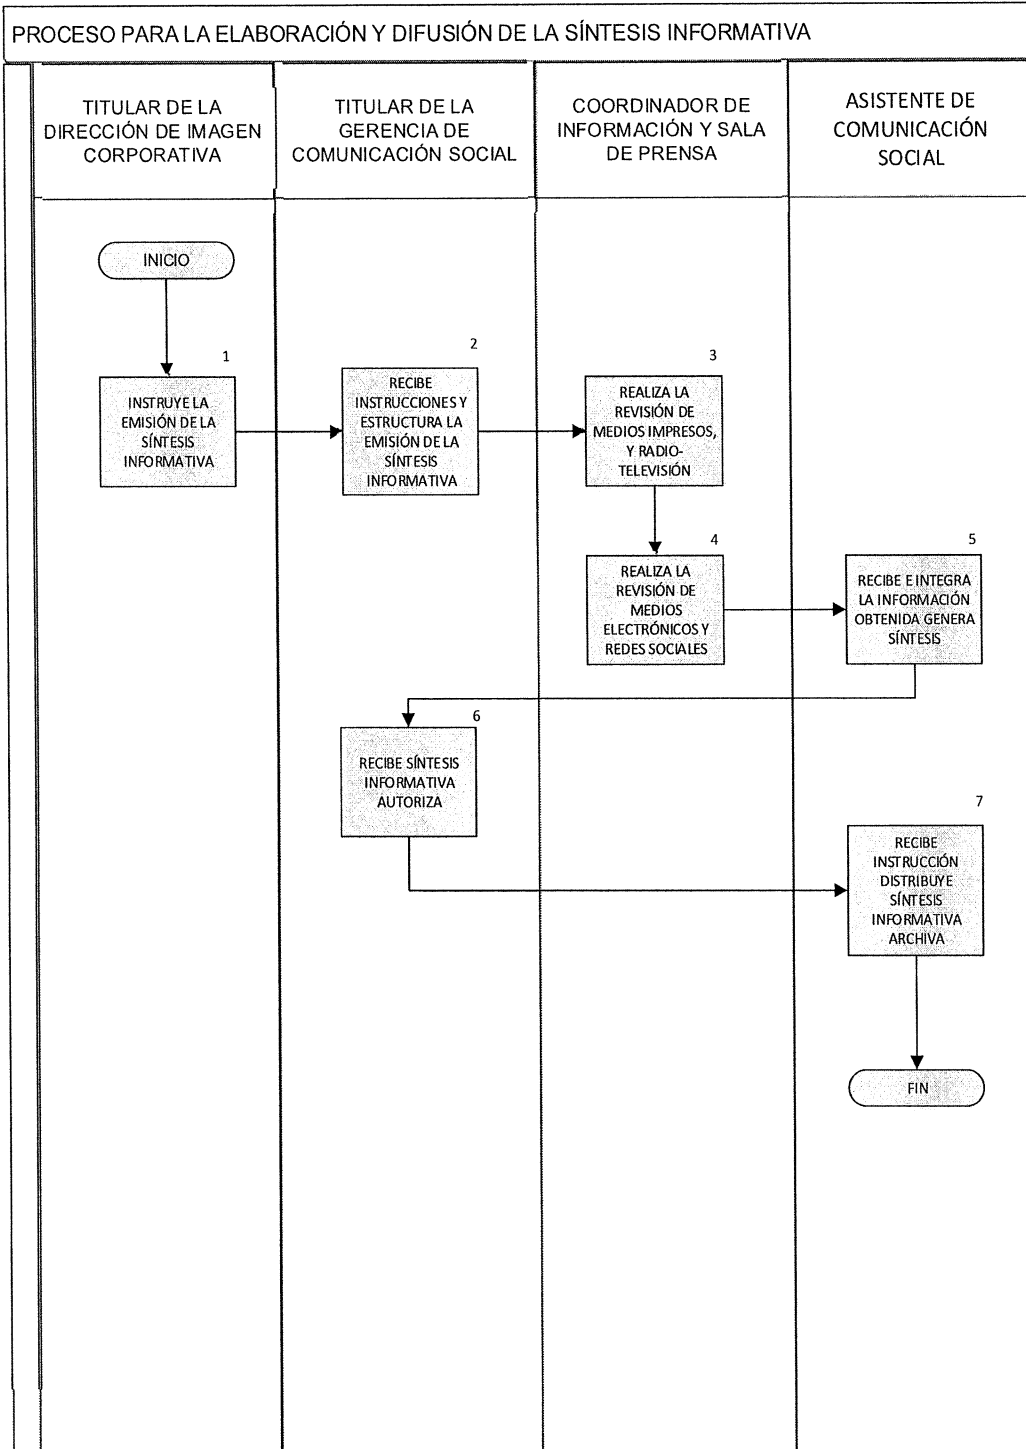 PROCESO PARA LA ELABORACIÓN Y DIFUSIÓN DE LA SÍNTESIS INFORMATIVA
TITULAR DE LA
DIRECCIÓN DE IMAGEN
CORPORATIVA
TITULAR DE LA
GERENCIA DE
COMUNICACIÓN SOCIAL
COORDINADOR DE
INFORMACIÓN Y SALA
DE PRENSA
ASISTENTE DE
COMUNICACIÓN
SOCIAL
INICIO
1
INSTRUYE LA
EMISIÓN DE LA
SÍNTESIS
INFORMATIVA
2
RECIBE
INSTRUCCIONES Y
ESTRUCTURA LA
EMISIÓN DE LA
SÍNTESIS
INFORMATIVA
3
REALIZA LA
REVISIÓN DE
MEDIOS IMPRESOS,
Y RADIO-
TELEVISIÓN
4
REALIZA LA
REVISIÓN DE
MEDIOS
ELECTRÓNICOS Y
REDES SOCIALES
5
RECIBE E INTEGRA
LA INFORMACIÓN
OBTENIDA GENERA
SÍNTESIS
6
RECIBE SÍNTESIS
INFORMATIVA
AUTORIZA
7
RECIBE
INSTRUCCIÓN
DISTRIBUYE
SÍNTESIS
INFORMATIVA
ARCHIVA
FIN